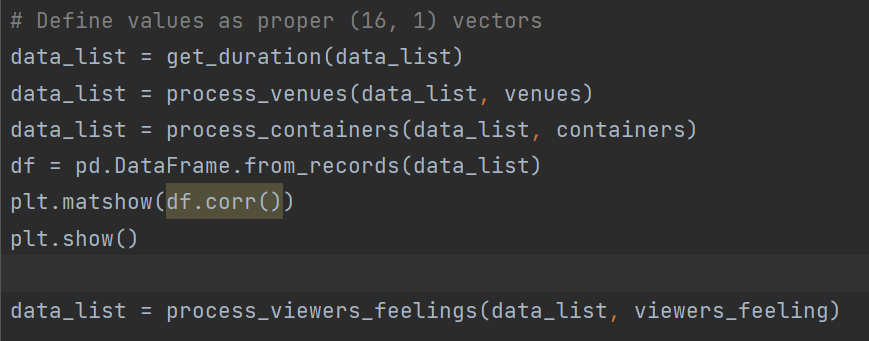 # Define values as proper (16, 1) vectors
data_list = get_duration(data_list)
data_list = process_venues(data_list, venues)
data_list = process_containers(data_list, containers)
df = pd.DataFrame.from_records(data_list)
plt.matshow(df.corr())
plt.show()
data_list = process_viewers_feelings(data_list, viewers_feeling)